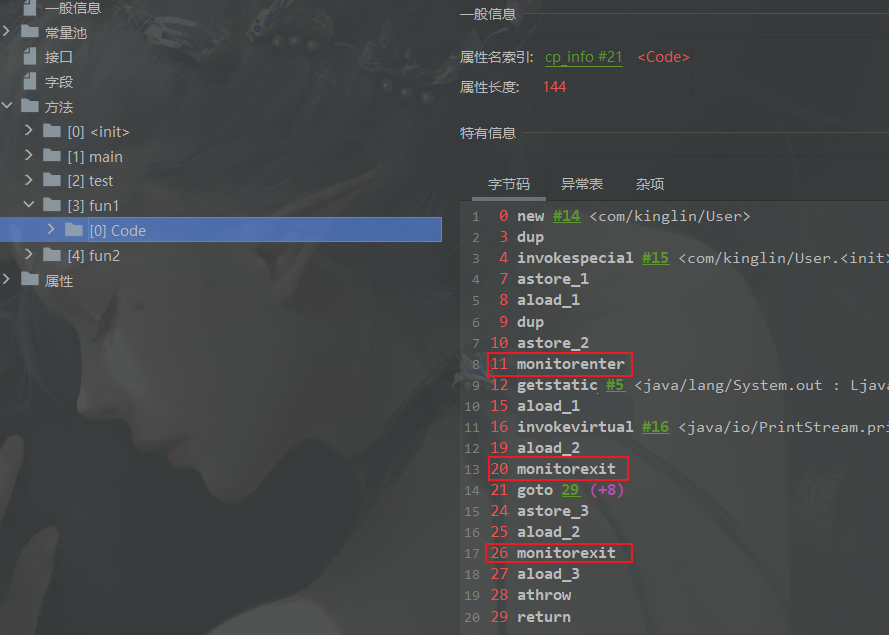 一般信息
常量池
接口
字段
方法
[0] <init>
[1] main
[2] test
[3] fun1
[0] Code
[4] fun2
属性
一般信息
属性名索引: cp_info #21 <Code>
属性长度: 144
特有信息
字节码 异常表 杂项
1 0 new #14 <com/kinglin/User>
2 3 dup
3 4 invokespecial #15 <com/kinglin/User.<init>
4 7 astore_1
5 8 aload_1
6 9 dup
7 10 astore_2
8 11 monitorenter
9 12 getstatic #5 <java/lang/System.out : Ljava
10 15 aload_1
11 16 invokevirtual #16 <java/io/PrintStream.pri
12 19 aload_2
13 20 monitorexit
14 21 goto 29 (+8)
15 24 astore_3
16 25 aload_2
17 26 monitorexit
18 27 aload_3
19 28 athrow
20 29 return